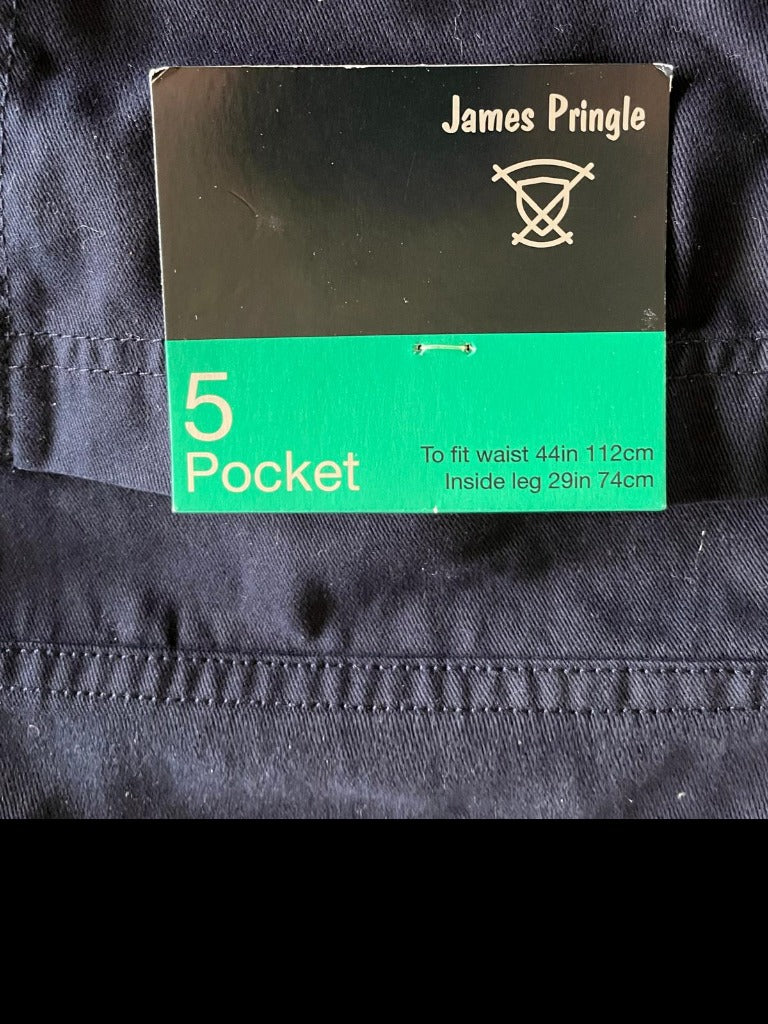 James Pringle
5
Pocket
To fit waist 44in 112cm
Inside leg 29in 74cm